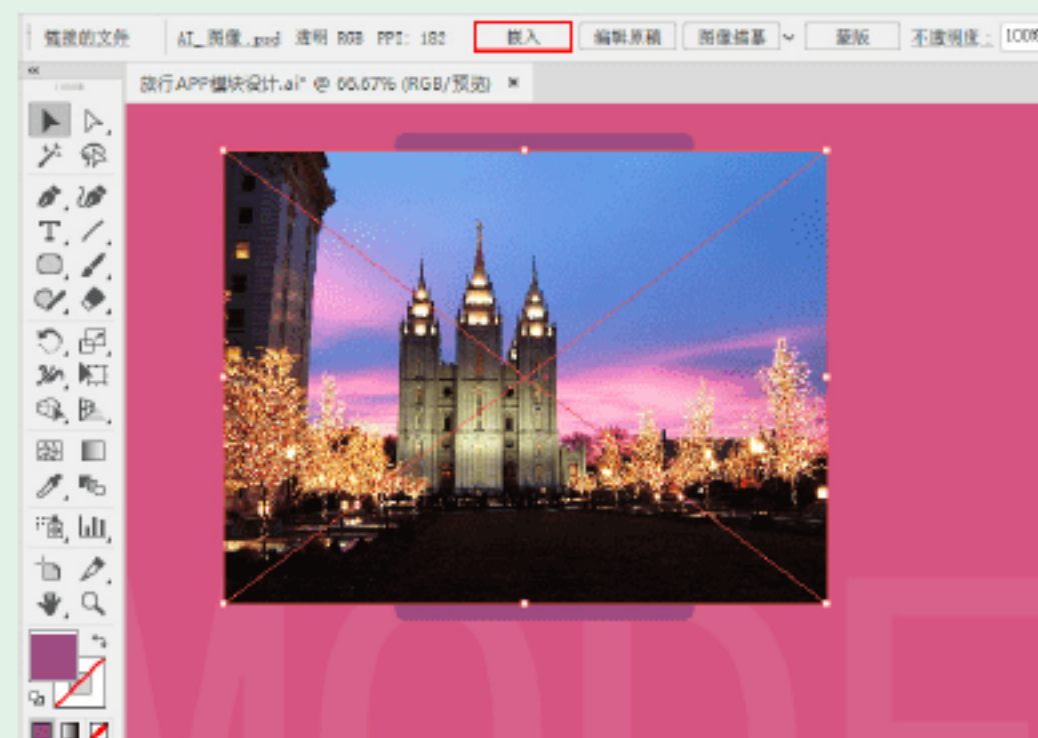 链接的文件 AI_图像.psd 透明 RGB PPI: 182 嵌入 编辑原稿 图像描摹 蒙版 不透明度: 100%
旅行APP模块设计.ai* @ 66.67% (RGB/预览) ×
MODE